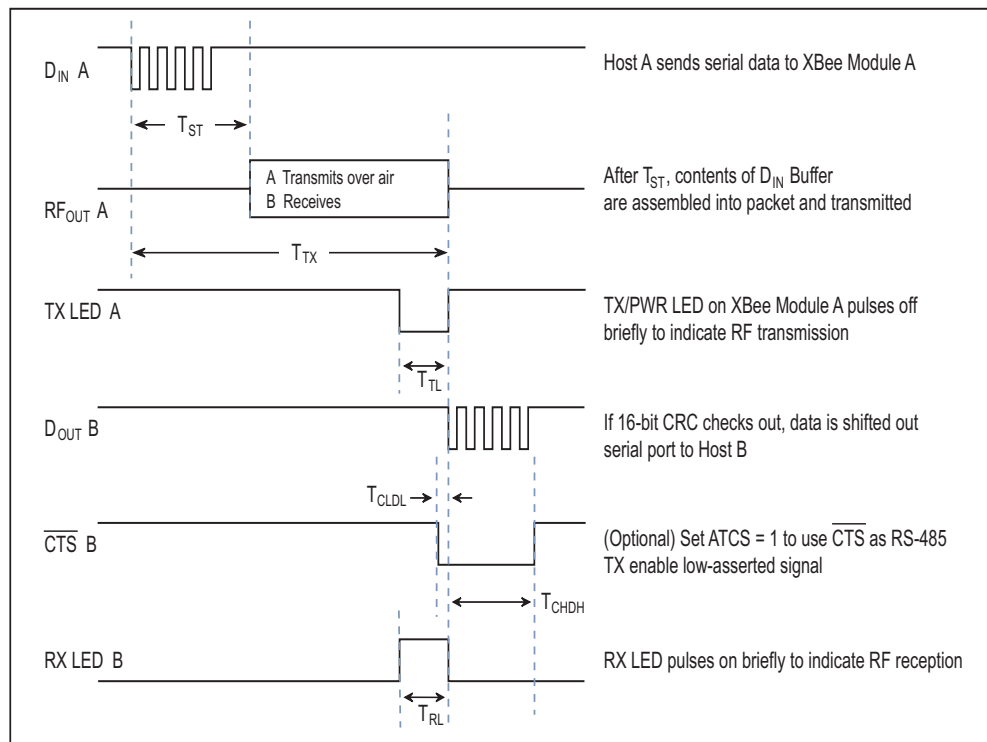 D_IN A
Host A sends serial data to XBee Module A
T_ST
A Transmits over air
B Receives
RF_OUT A
After T_ST, contents of D_IN Buffer
are assembled into packet and transmitted
T_TX
TX LED A
TX/PWR LED on XBee Module A pulses off
briefly to indicate RF transmission
T_TL
D_OUT B
If 16-bit CRC checks out, data is shifted out
serial port to Host B
T_CLDL
C̅T̅S̅ B
(Optional) Set ATCS = 1 to use C̅T̅S̅ as RS-485
TX enable low-asserted signal
T_CHDH
RX LED B
RX LED pulses on briefly to indicate RF reception
T_RL